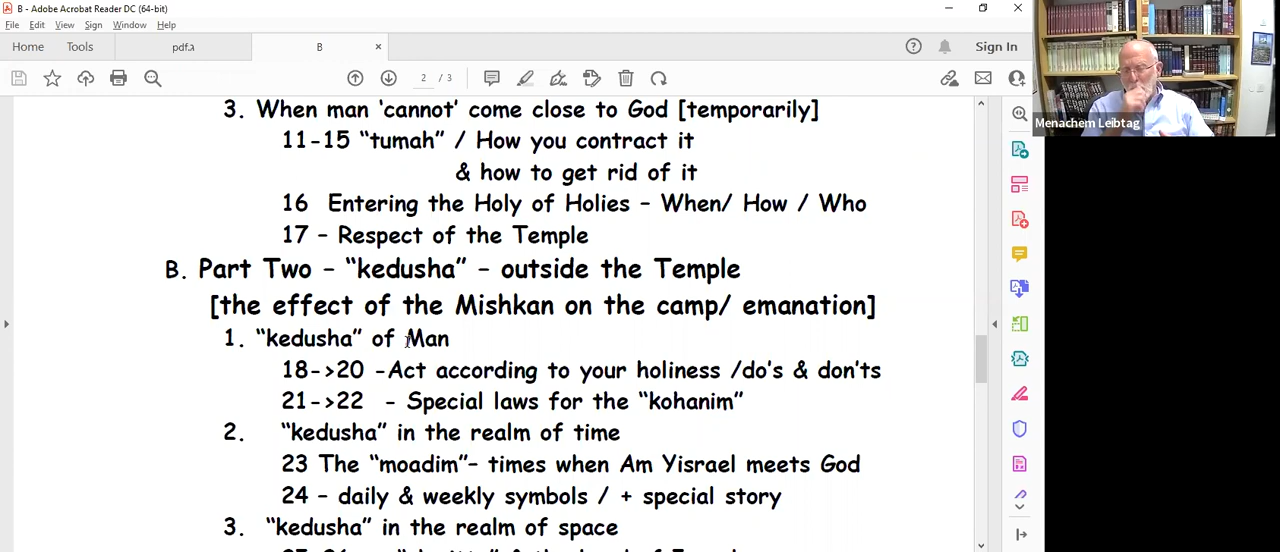 B - Adobe Acrobat Reader DC (64-bit)
File Edit View Sign Window Help
Home Tools B Sign In
2 / 3
Menachem Leibtag
3. When man ‘cannot’ come close to God [temporarily]
11-15 “tumah” / How you contract it
& how to get rid of it
16 Entering the Holy of Holies – When/ How / Who
17 – Respect of the Temple
B. Part Two – “kedusha” – outside the Temple
[the effect of the Mishkan on the camp/ emanation]
1. “kedusha” of Man
18->20 -Act according to your holiness /do’s & don’ts
21->22 - Special laws for the “kohanim”
2. “kedusha” in the realm of time
23 The “moadim”– times when Am Yisrael meets God
24 – daily & weekly symbols / + special story
3. “kedusha” in the realm of space